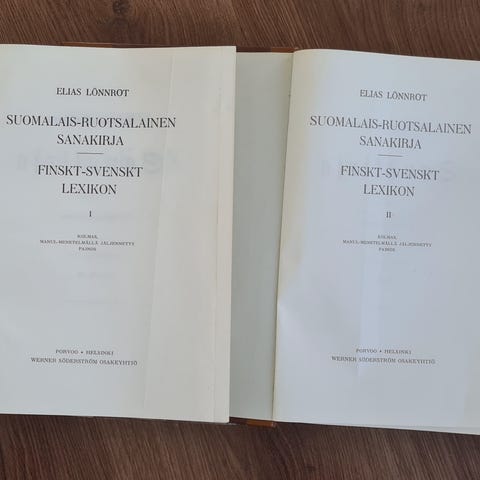 ELIAS LÖNNROT
SUOMALAIS-RUOTSALAINEN
SANAKIRJA
FINSKT-SVENSKT
LEXIKON
I
KOLMAS,
MANUL-MENETELMÄLLÄ JÄLJENNETTY
PAINOS
PORVOO • HELSINKI
WERNER SÖDERSTRÖM OSAKEYHTIÖ
ELIAS LÖNNROT
SUOMALAIS-RUOTSALAINEN
SANAKIRJA
FINSKT-SVENSKT
LEXIKON
II
KOLMAS,
MANUL-MENETELMÄLLÄ JÄLJENNETTY
PAINOS
PORVOO • HELSINKI
WERNER SÖDERSTRÖM OSAKEYHTIÖ